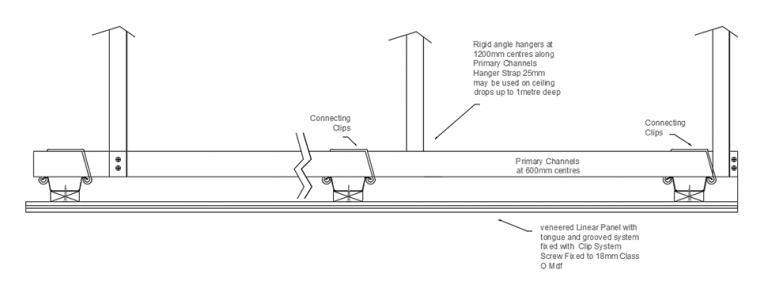 Rigid angle hangers at
1200mm centres along
Primary Channels
Hanger Strap 25mm
may be used on ceiling
drops up to 1metre deep
Connecting
Clips
Connecting
Clips
Primary Channels
at 600mm centres
veneered Linear Panel with
tongue and grooved system
fixed with Clip System
Screw Fixed to 18mm Class
O Mdf